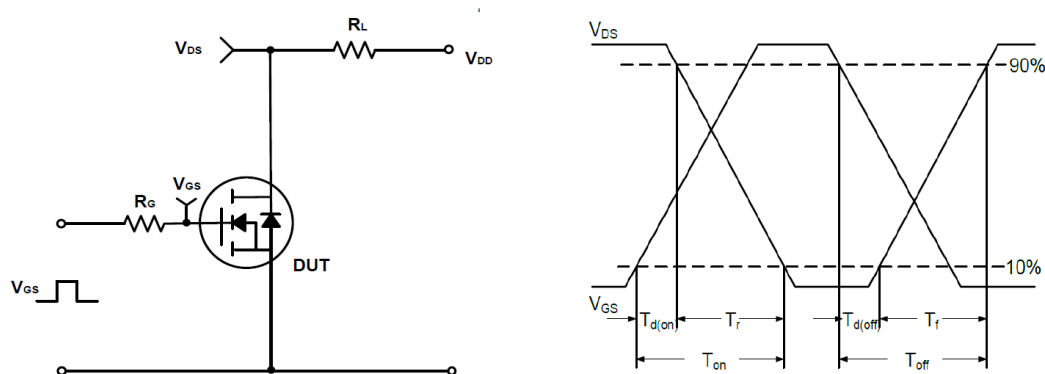 RL
VDS
VDD
VGS
RG
DUT
VGS
VDS
90%
10%
VGS
Td(on)
Tr
Td(off)
Tf
Ton
Toff